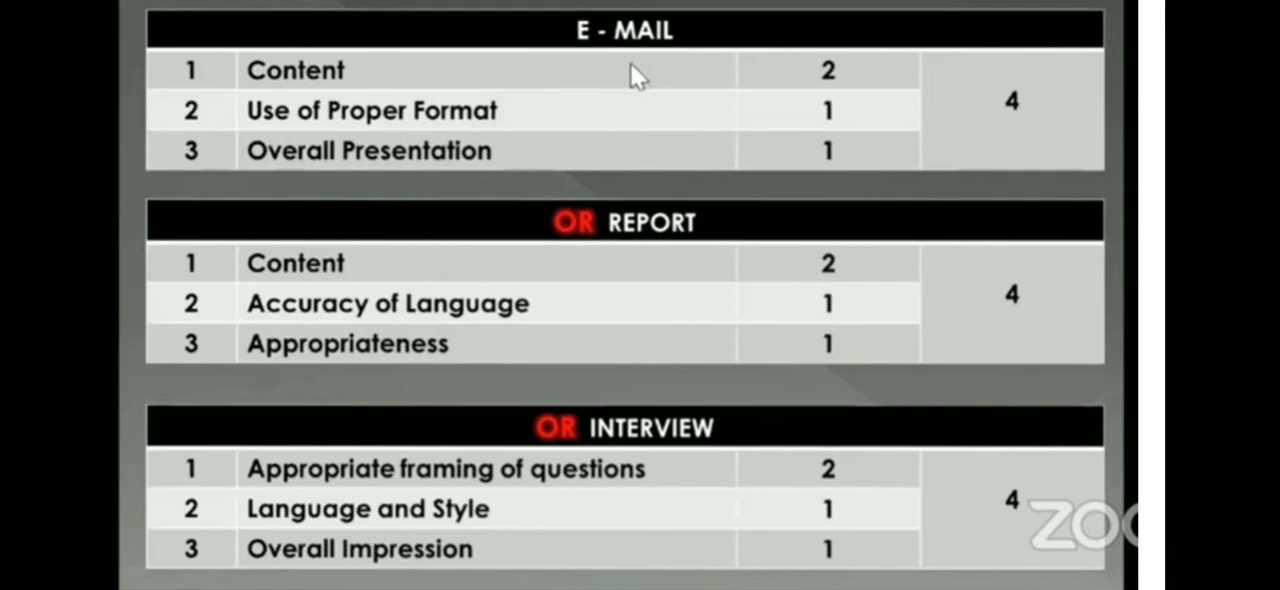 E - MAIL
1 Content 2
2 Use of Proper Format 1 4
3 Overall Presentation 1
OR REPORT
1 Content 2
2 Accuracy of Language 1 4
3 Appropriateness 1
OR INTERVIEW
1 Appropriate framing of questions 2
2 Language and Style 1 4
3 Overall Impression 1